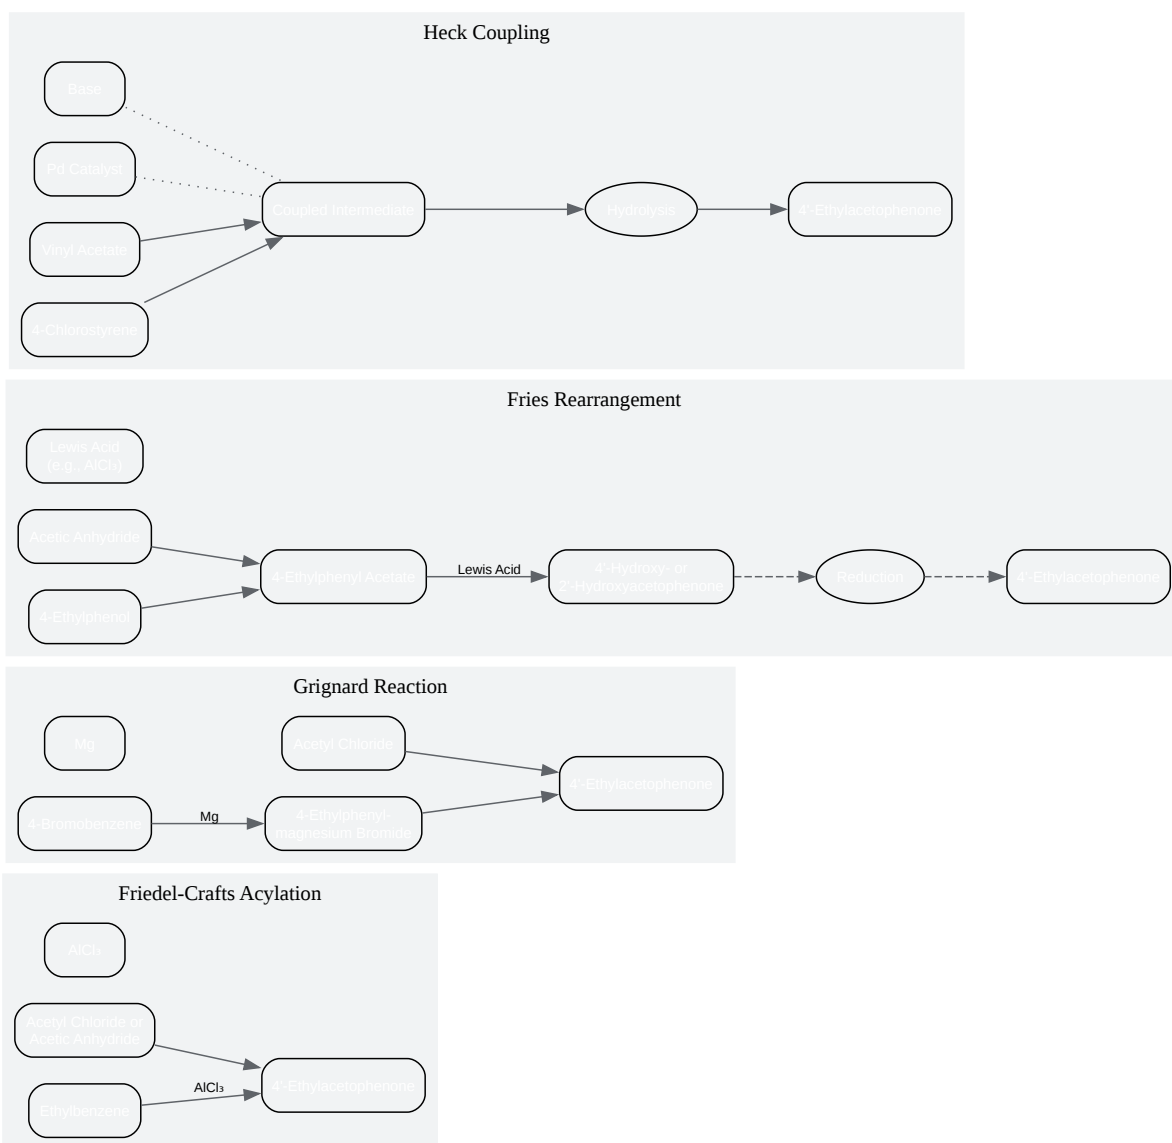 Heck Coupling
Base
Pd Catalyst
Vinyl Acetate
4-Chlorostyrene
Coupled Intermediate
Hydrolysis
4'-Ethylacetophenone
Fries Rearrangement
Lewis Acid
(e.g., AlCl₃)
Acetic Anhydride
4-Ethylphenol
4-Ethylphenyl Acetate
Lewis Acid
4'-Hydroxy- or
2'-Hydroxyacetophenone
Reduction
4'-Ethylacetophenone
Grignard Reaction
Mg
4-Bromobenzene
Mg
Acetyl Chloride
4-Ethylphenyl-
magnesium Bromide
4'-Ethylacetophenone
Friedel-Crafts Acylation
AlCl₃
Acetyl Chloride or
Acetic Anhydride
Ethylbenzene
AlCl₃
4'-Ethylacetophenone